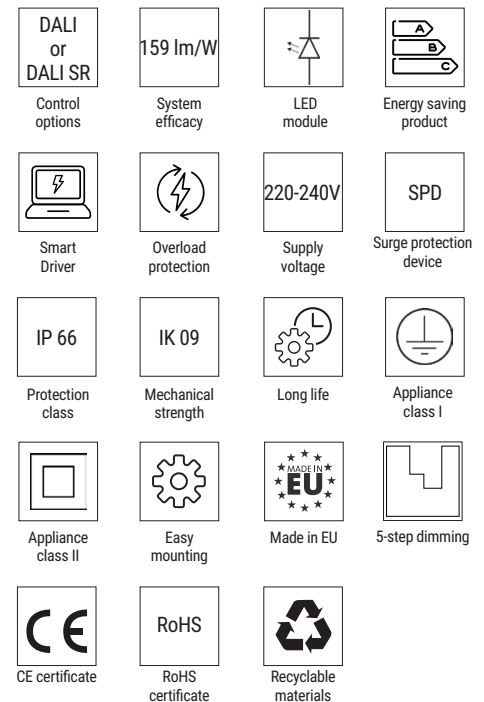 DALI
or
DALI SR
Control
options
159 lm/W
System
efficacy
LED
module
A
B
C
Energy saving
product
Smart
Driver
Overload
protection
220-240V
Supply
voltage
SPD
Surge protection
device
IP 66
Protection
class
IK 09
Mechanical
strength
Long life
Appliance
class I
Appliance
class II
Easy
mounting
MADE IN
EU
Made in EU
5-step dimming
CE
CE certificate
RoHS
RoHS
certificate
Recyclable
materials